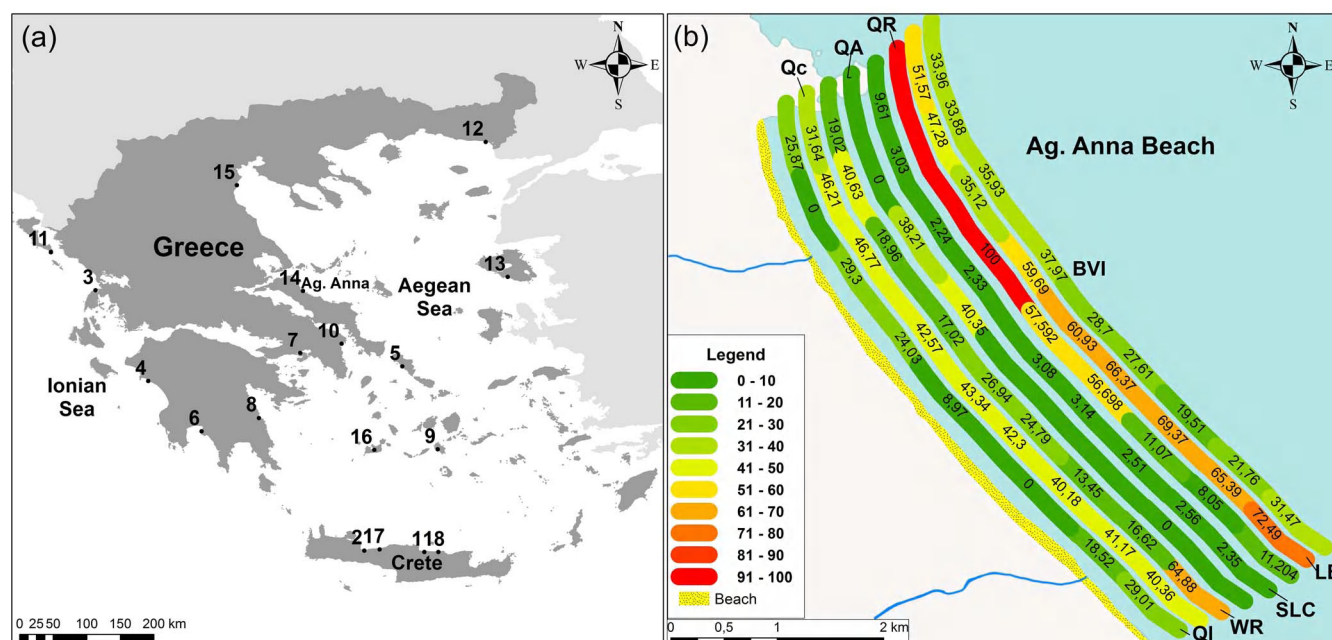 (a)
N
W E
S
12
15
11
Greece
3
13
14
Ag. Anna
Aegean
Sea
10
7
5
4
Ionian
Sea
8
6
16
9
217
118
Crete
0 25 50 100 150 200 km
(b)
N
W E
S
QR
QA
Qc
Ag. Anna Beach
BVI
25,87
0
29,3
24,03
8,97
0
18,52
29,01
31,64
46,21
46,77
42,57
43,34
42,3
40,18
41,17
40,36
19,02
40,63
18,96
17,02
26,94
24,79
13,45
16,62
64,88
0
38,21
40,35
0
9,61
3,03
2,24
2,33
3,08
3,14
2,51
2,56
2,35
100
57,592
56,698
11,07
8,05
11,204
51,57
47,28
35,12
59,69
60,93
66,37
69,37
65,39
72,49
33,96
33,88
35,93
37,97
28,7
27,61
19,51
21,76
31,47
LE
SLC
WR
QI
Legend
0 - 10
11 - 20
21 - 30
31 - 40
41 - 50
51 - 60
61 - 70
71 - 80
81 - 90
91 - 100
Beach
0 0,5 1 2 km